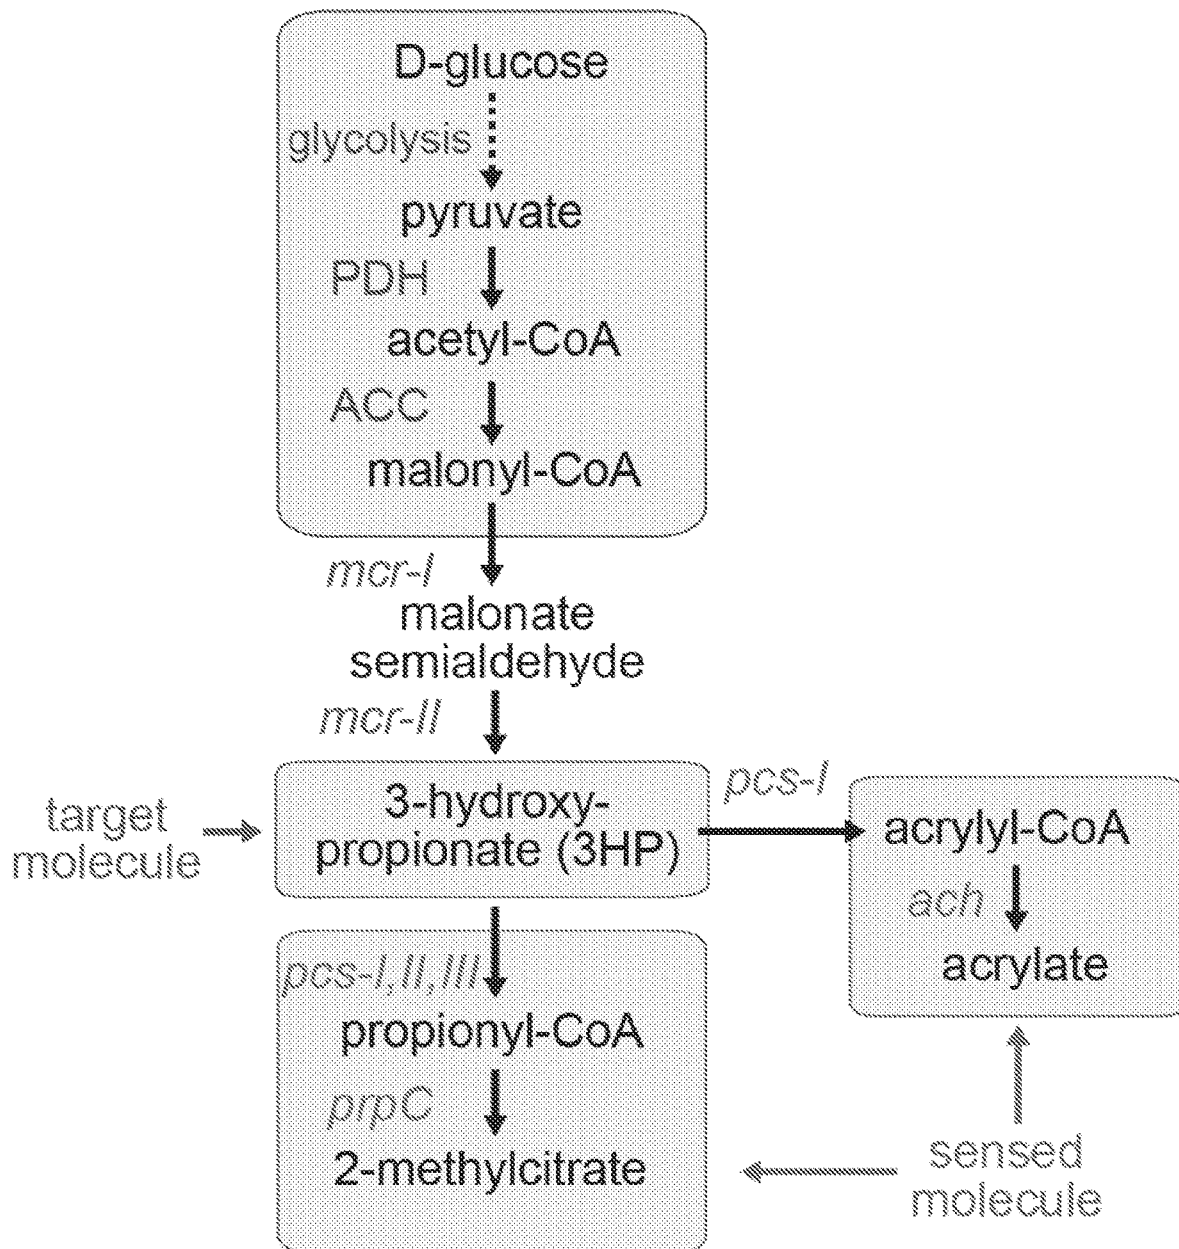 D-glucose
glycolysis
pyruvate
PDH
acetyl-CoA
ACC
malonyl-CoA
mcr-I
malonate
semialdehyde
mcr-II
target
molecule
3-hydroxy-
propionate (3HP)
pcs-I
acrylyl-CoA
ach
acrylate
pcs-I,II,III
propionyl-CoA
prpC
2-methylcitrate
sensed
molecule